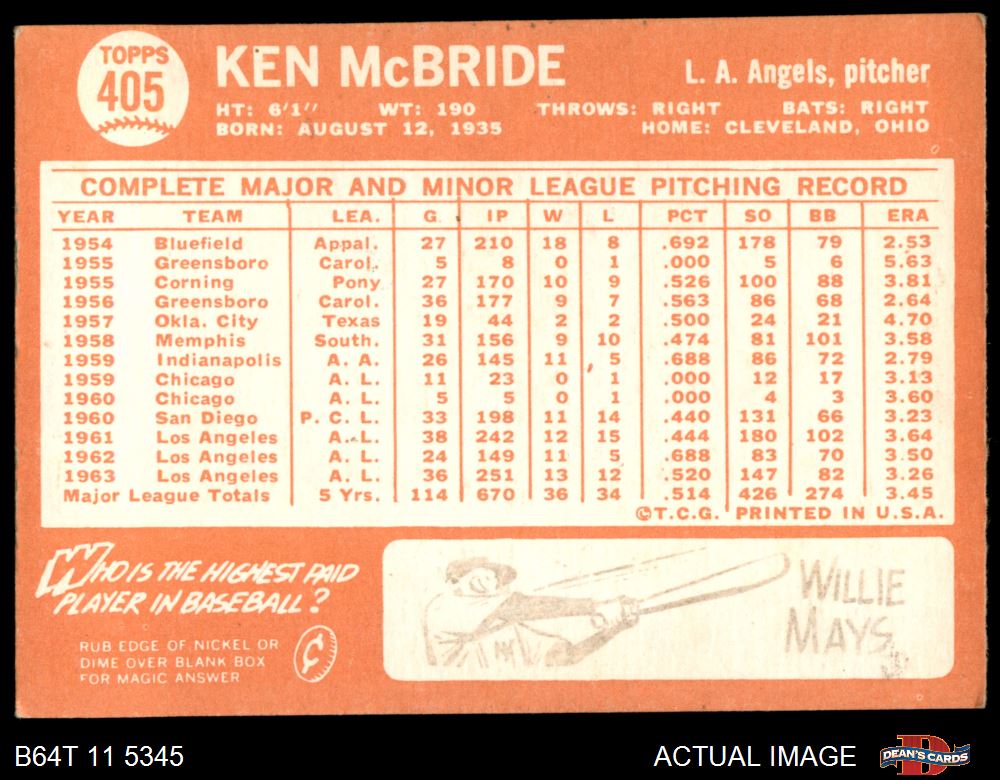 TOPPS
405
KEN McBRIDE
L. A. Angels, pitcher
HT: 6'1" WT: 190 THROWS: RIGHT BATS: RIGHT
BORN: AUGUST 12, 1935 HOME: CLEVELAND, OHIO
COMPLETE MAJOR AND MINOR LEAGUE PITCHING RECORD
YEAR TEAM LEA. G. IP W L PCT SO BB ERA
1954 Bluefield Appal. 27 210 18 8 .692 178 79 2.53
1955 Greensboro Carol. 5 8 0 1 .000 5 6 5.63
1955 Corning Pony 27 170 10 9 .526 100 88 3.81
1956 Greensboro Carol. 36 177 9 7 .563 86 68 2.64
1957 Okla. City Texas 19 44 2 2 .500 24 21 4.70
1958 Memphis South. 31 156 9 10 .474 81 101 3.58
1959 Indianapolis A. A. 26 145 11 5 .688 86 72 2.79
1959 Chicago A. L. 11 23 0 1 .000 12 17 3.13
1960 Chicago A. L. 5 5 0 1 .000 4 3 3.60
1960 San Diego P. C. L. 33 198 11 14 .440 131 66 3.23
1961 Los Angeles A. L. 38 242 12 15 .444 180 102 3.64
1962 Los Angeles A. L. 24 149 11 5 .688 83 70 3.50
1963 Los Angeles A. L. 36 251 13 12 .520 147 82 3.26
Major League Totals 5 Yrs. 114 670 36 34 .514 426 274 3.45
©T.C.G. PRINTED IN U.S.A.
WHO IS THE HIGHEST PAID
PLAYER IN BASEBALL?
RUB EDGE OF NICKEL OR
DIME OVER BLANK BOX
FOR MAGIC ANSWER
¢
WILLIE
MAYS
B64T 11 5345 ACTUAL IMAGE
D
DEAN'S CARDS